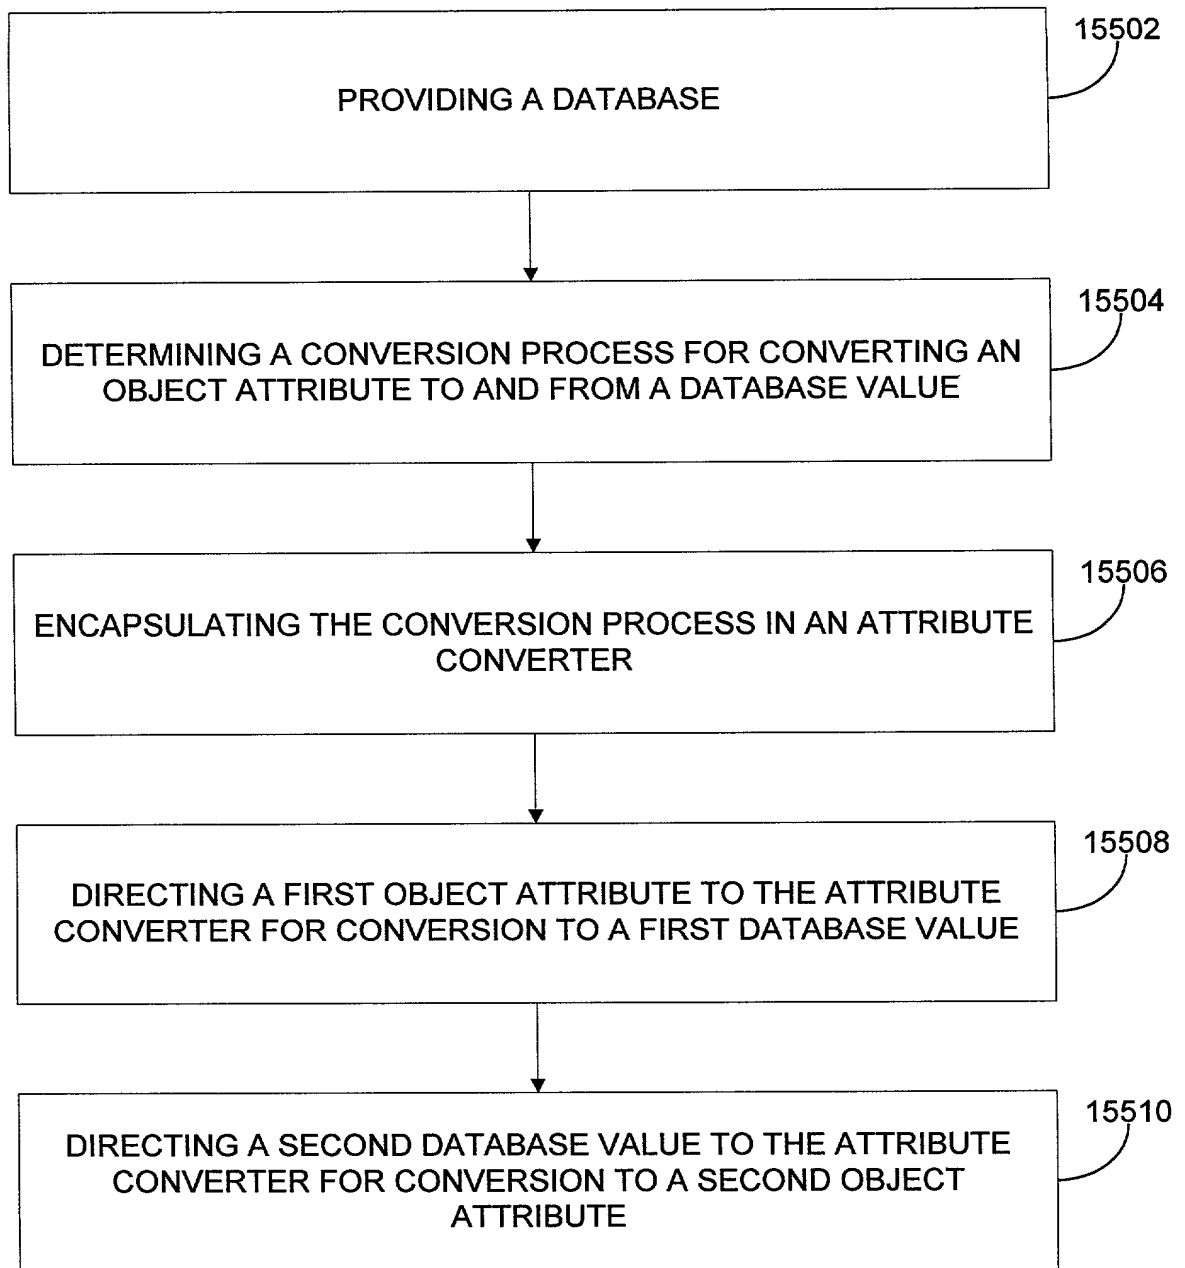 15502
PROVIDING A DATABASE
15504
DETERMINING A CONVERSION PROCESS FOR CONVERTING AN
OBJECT ATTRIBUTE TO AND FROM A DATABASE VALUE
15506
ENCAPSULATING THE CONVERSION PROCESS IN AN ATTRIBUTE
CONVERTER
15508
DIRECTING A FIRST OBJECT ATTRIBUTE TO THE ATTRIBUTE
CONVERTER FOR CONVERSION TO A FIRST DATABASE VALUE
15510
DIRECTING A SECOND DATABASE VALUE TO THE ATTRIBUTE
CONVERTER FOR CONVERSION TO A SECOND OBJECT
ATTRIBUTE